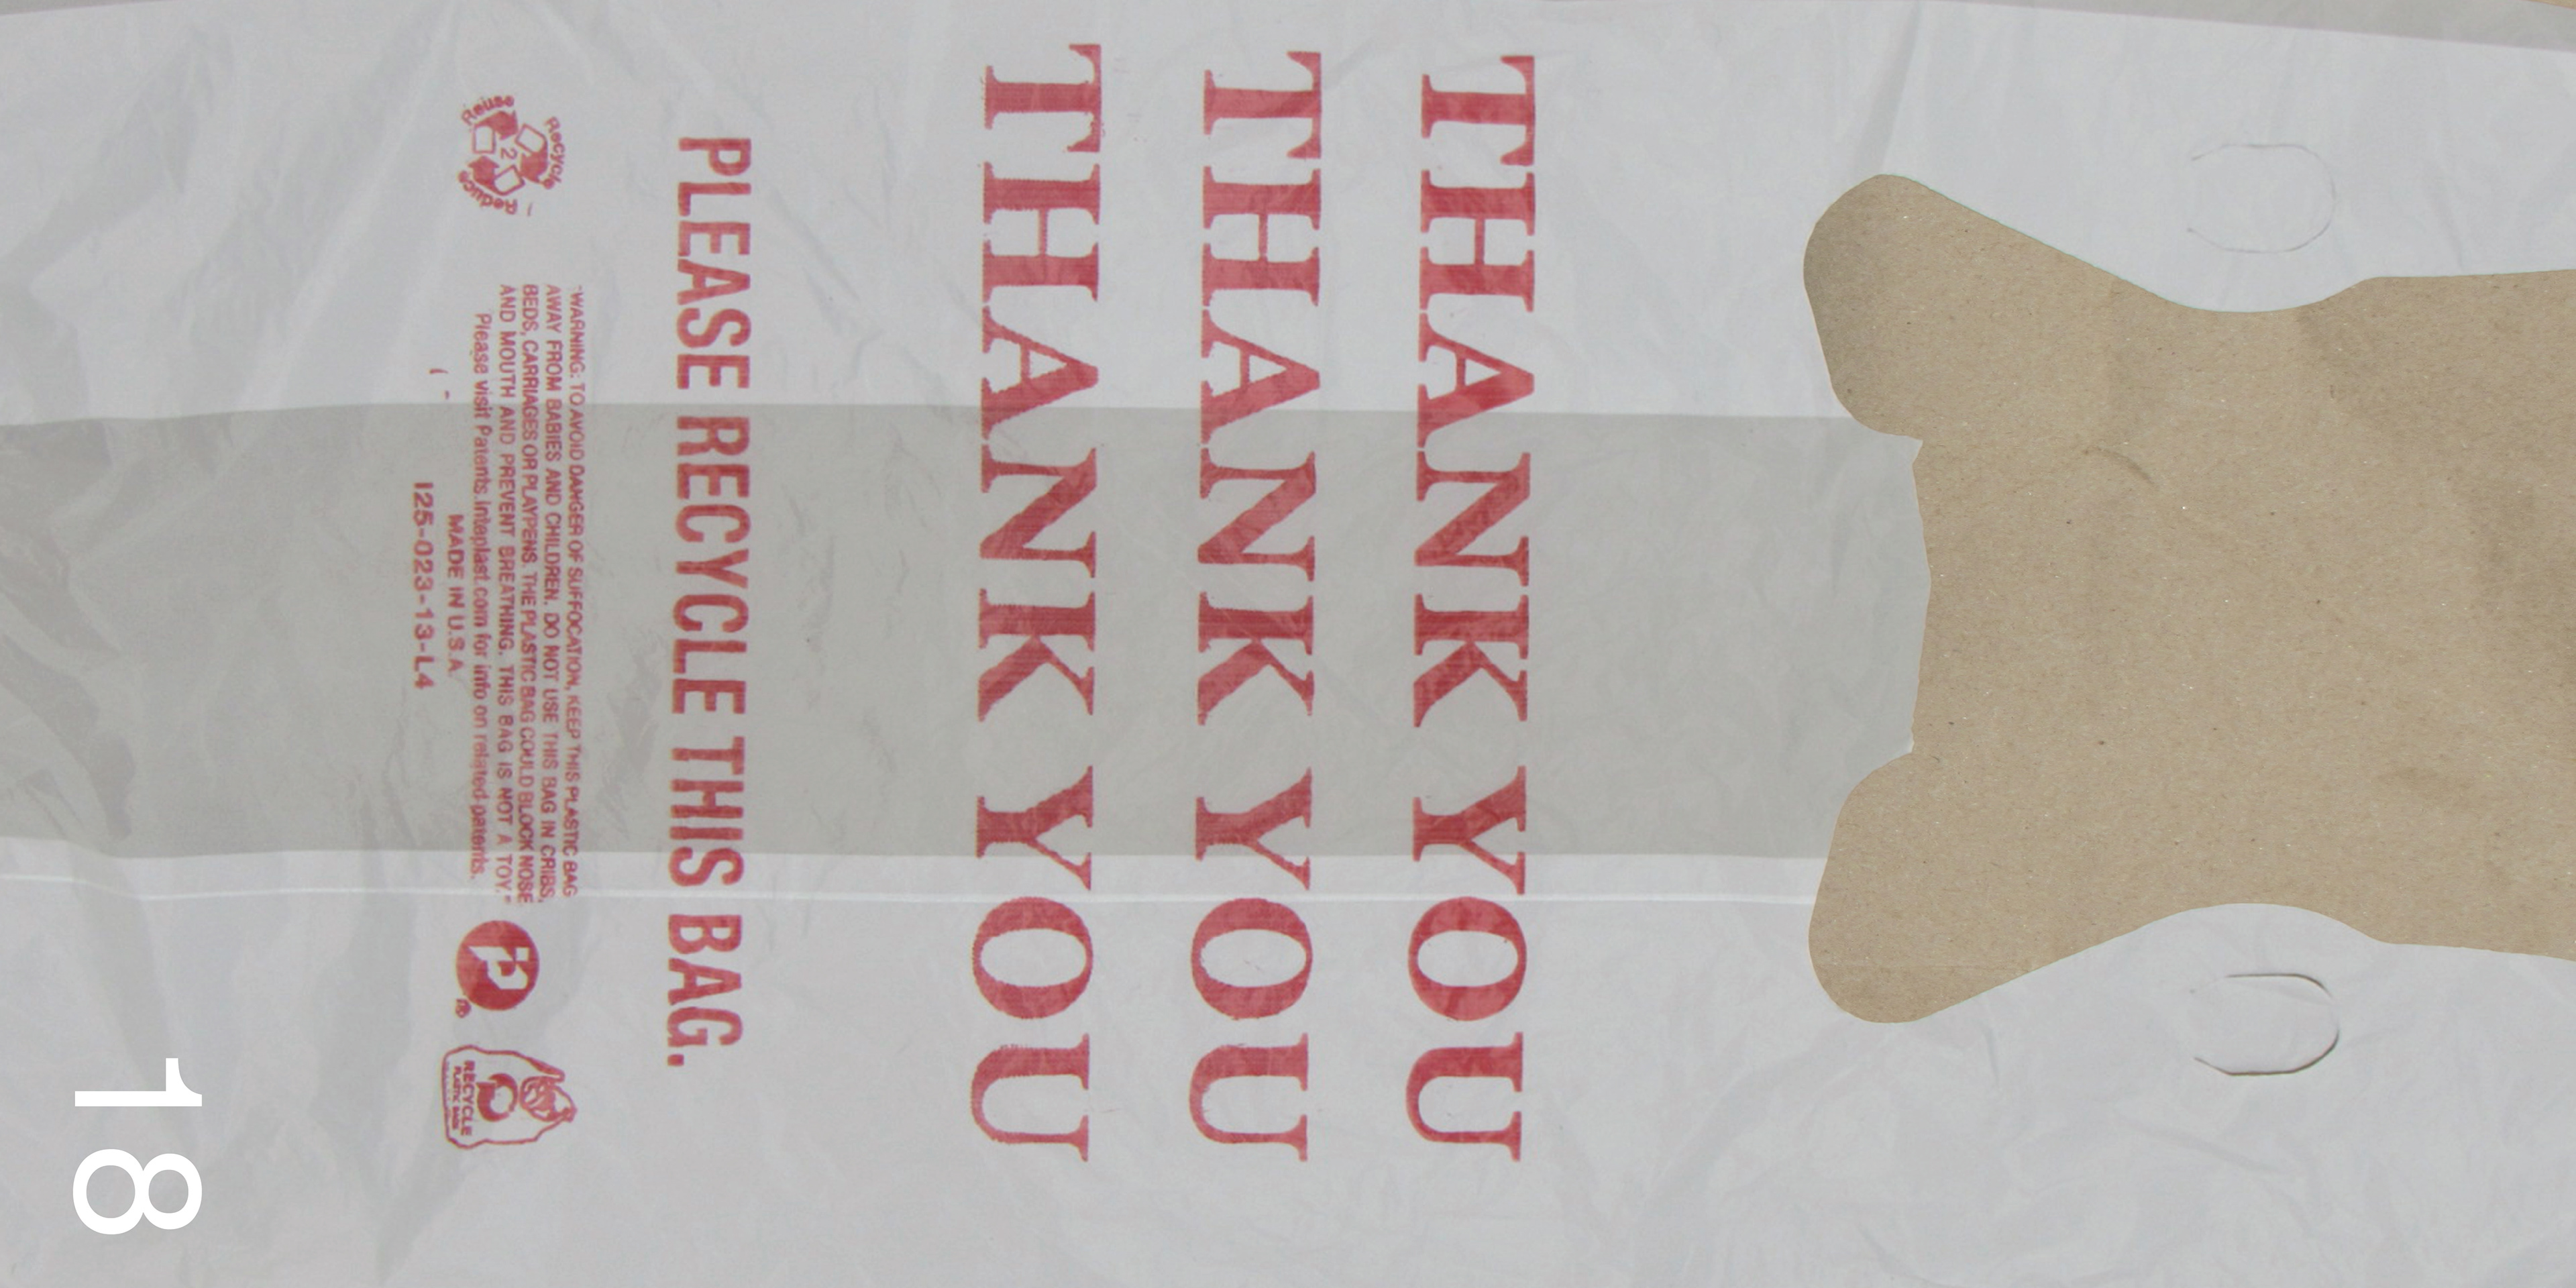 THANK YOU
THANK YOU
THANK YOU
PLEASE RECYCLE THIS BAG.
Recycle
Reuse
2
Reduce
"WARNING: TO AVOID DANGER OF SUFFOCATION, KEEP THIS PLASTIC BAG
AWAY FROM BABIES AND CHILDREN. DO NOT USE THIS BAG IN CRIBS,
BEDS, CARRIAGES OR PLAYPENS. THE PLASTIC BAG COULD BLOCK NOSE
AND MOUTH AND PREVENT BREATHING. THIS BAG IS NOT A TOY."
Please visit Patents.Inteplast.com for info on related patents.
MADE IN U.S.A.
125-023-13-L4
®
RECYCLE
PLASTIC BAGS
18